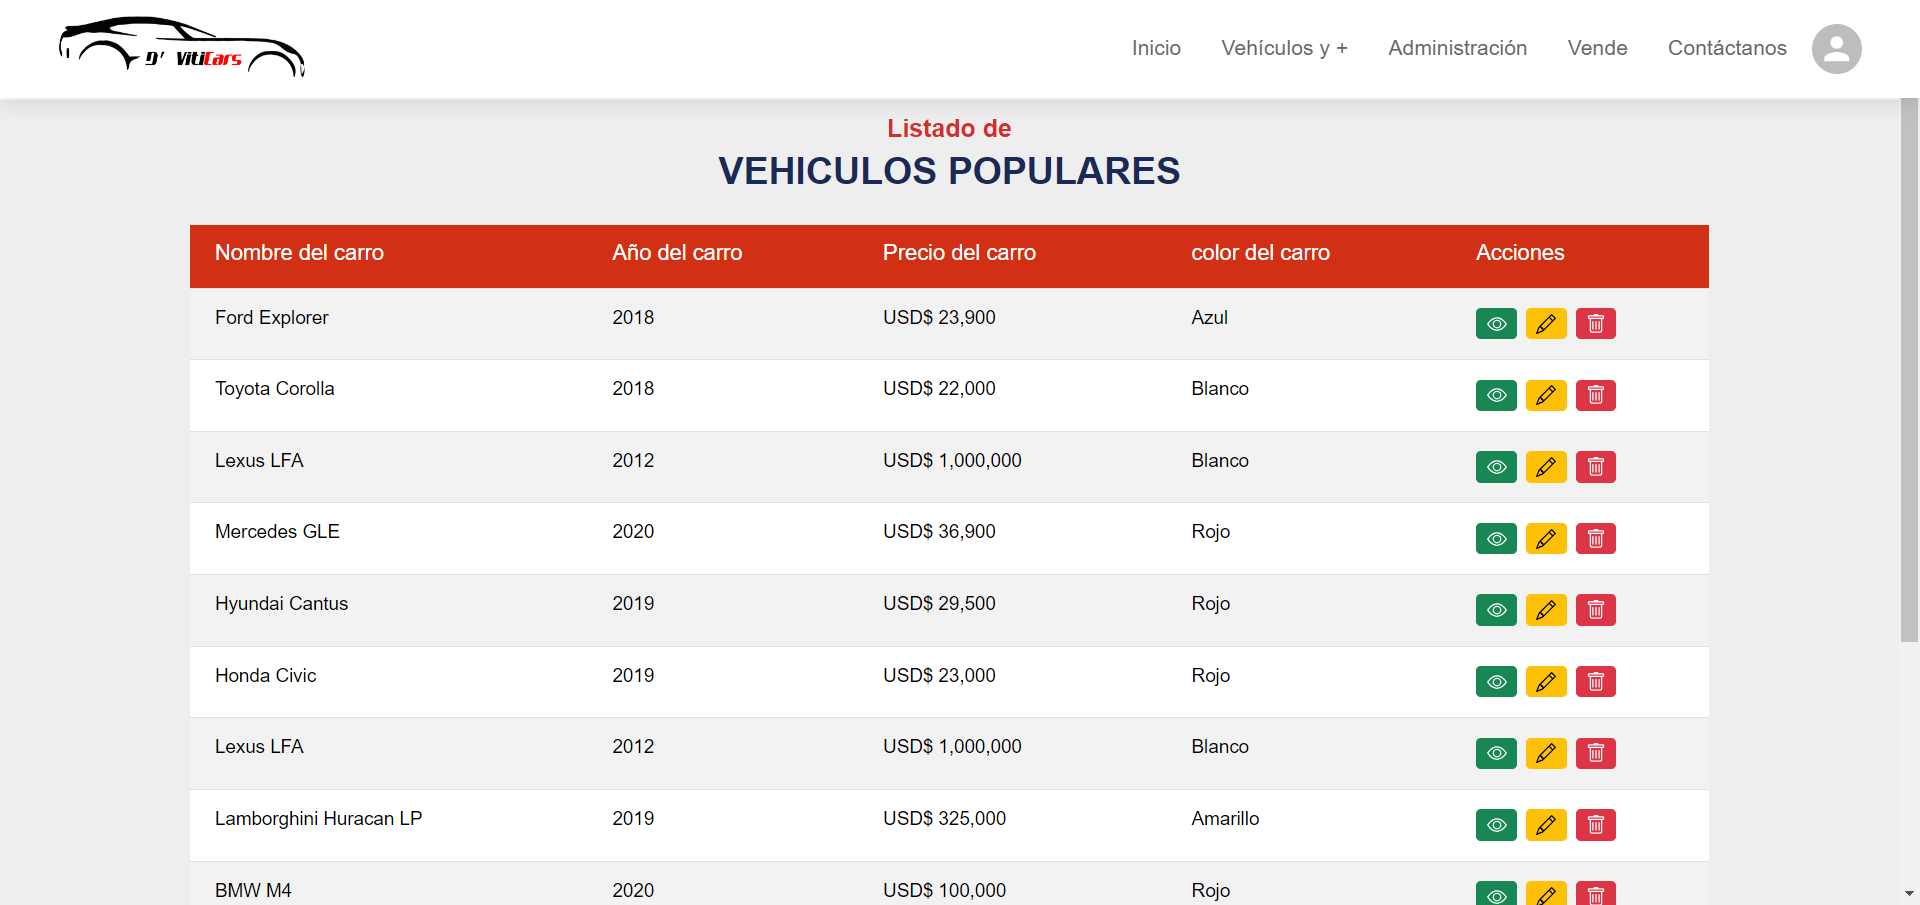 D' VitiCars
Inicio Vehículos y + Administración Vende Contáctanos
Listado de
VEHICULOS POPULARES
Nombre del carro Año del carro Precio del carro color del carro Acciones
Ford Explorer 2018 USD$ 23,900 Azul
Toyota Corolla 2018 USD$ 22,000 Blanco
Lexus LFA 2012 USD$ 1,000,000 Blanco
Mercedes GLE 2020 USD$ 36,900 Rojo
Hyundai Cantus 2019 USD$ 29,500 Rojo
Honda Civic 2019 USD$ 23,000 Rojo
Lexus LFA 2012 USD$ 1,000,000 Blanco
Lamborghini Huracan LP 2019 USD$ 325,000 Amarillo
BMW M4 2020 USD$ 100,000 Rojo